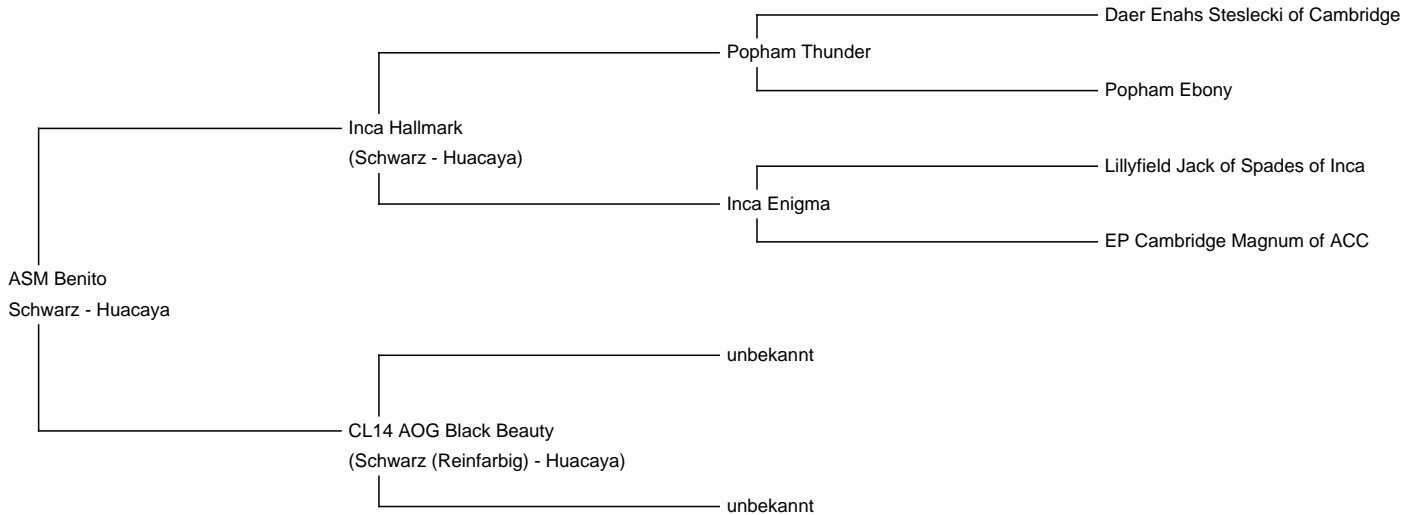 Daer Enahs Steslecki of Cambridge
Popham Thunder
Popham Ebony
Inca Hallmark
(Schwarz - Huacaya)
Lillyfield Jack of Spades of Inca
Inca Enigma
EP Cambridge Magnum of ACC
ASM Benito
Schwarz - Huacaya
unbekannt
CL14 AOG Black Beauty
(Schwarz (Reinfarbig) - Huacaya)
unbekannt